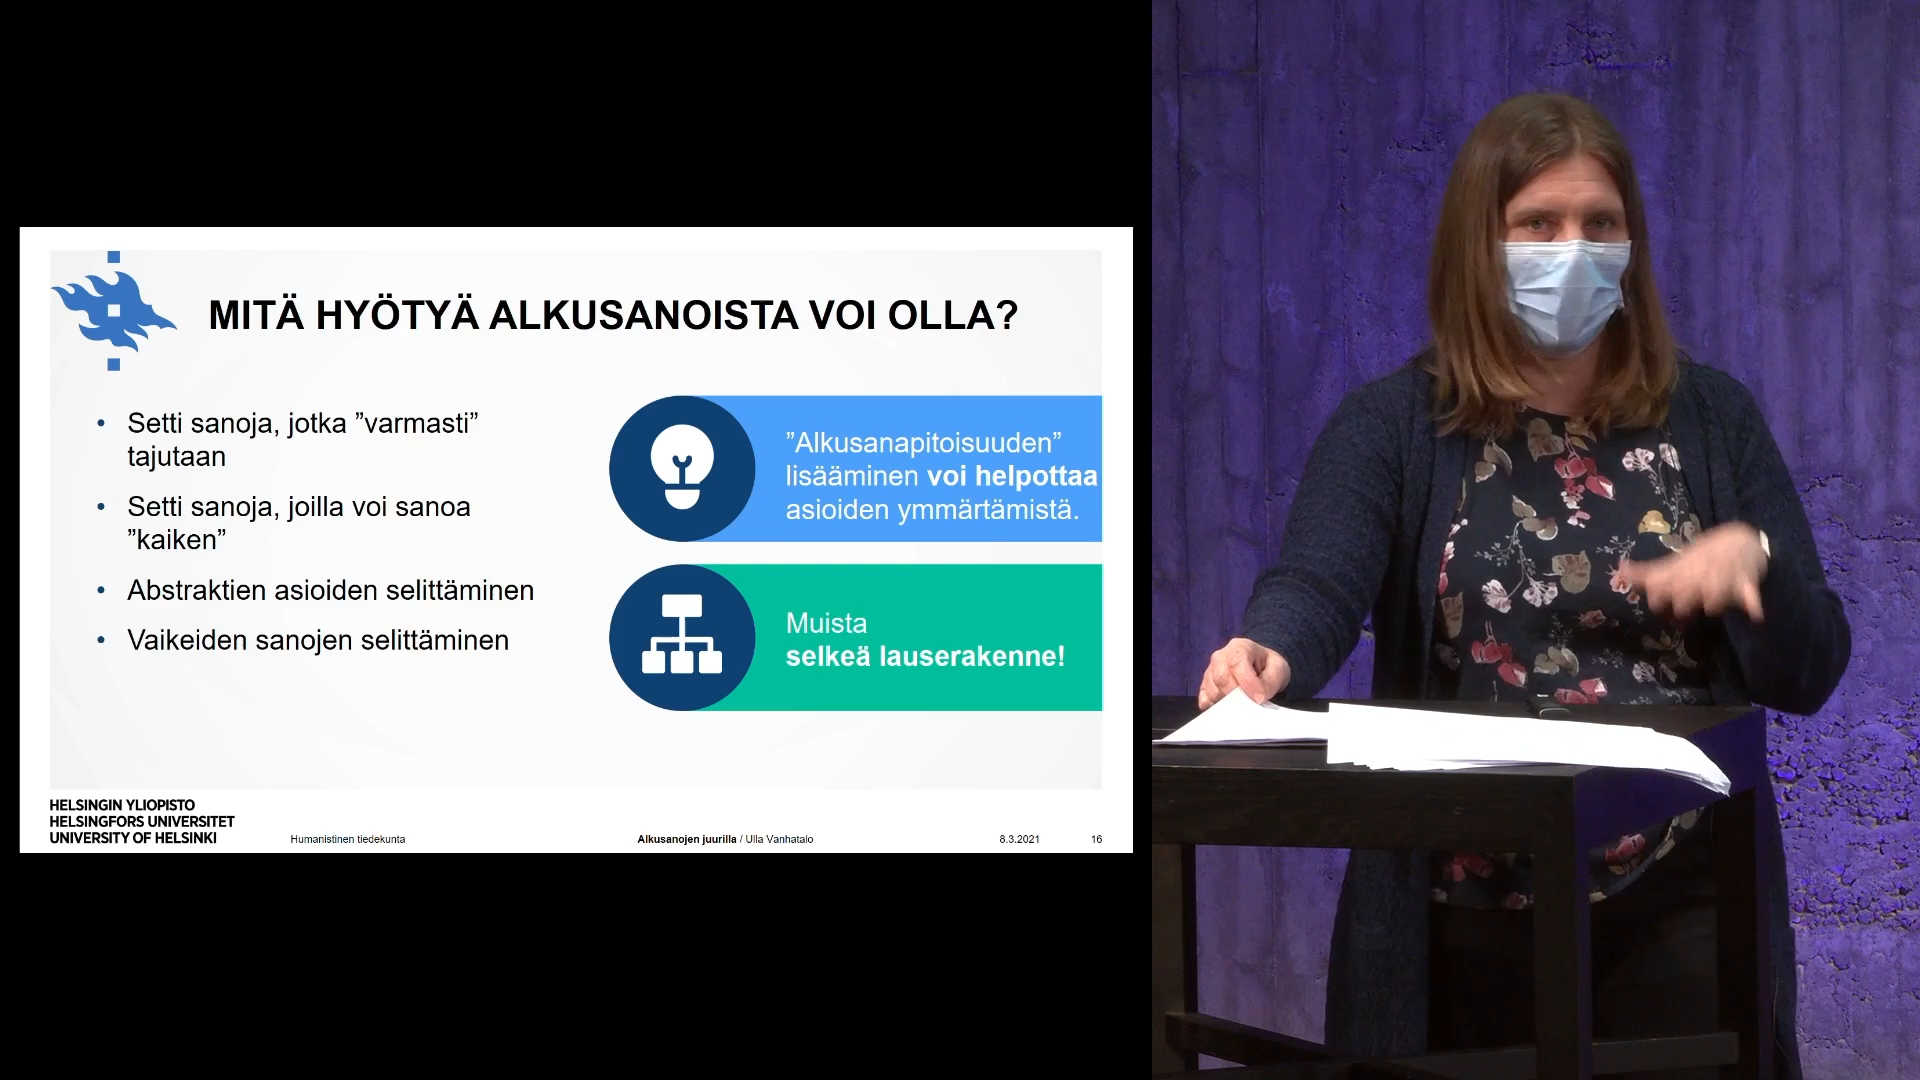 MITÄ HYÖTYÄ ALKUSANOISTA VOI OLLA?
• Setti sanoja, jotka ”varmasti”
tajutaan
• Setti sanoja, joilla voi sanoa
”kaiken”
• Abstraktien asioiden selittäminen
• Vaikeiden sanojen selittäminen
”Alkusanapitoisuuden”
lisääminen voi helpottaa
asioiden ymmärtämistä.
Muista
selkeä lauserakenne!
HELSINGIN YLIOPISTO
HELSINGFORS UNIVERSITET
UNIVERSITY OF HELSINKI
Humanistinen tiedekunta
Alkusanojen juurilla / Ulla Vanhatalo
8.3.2021
16